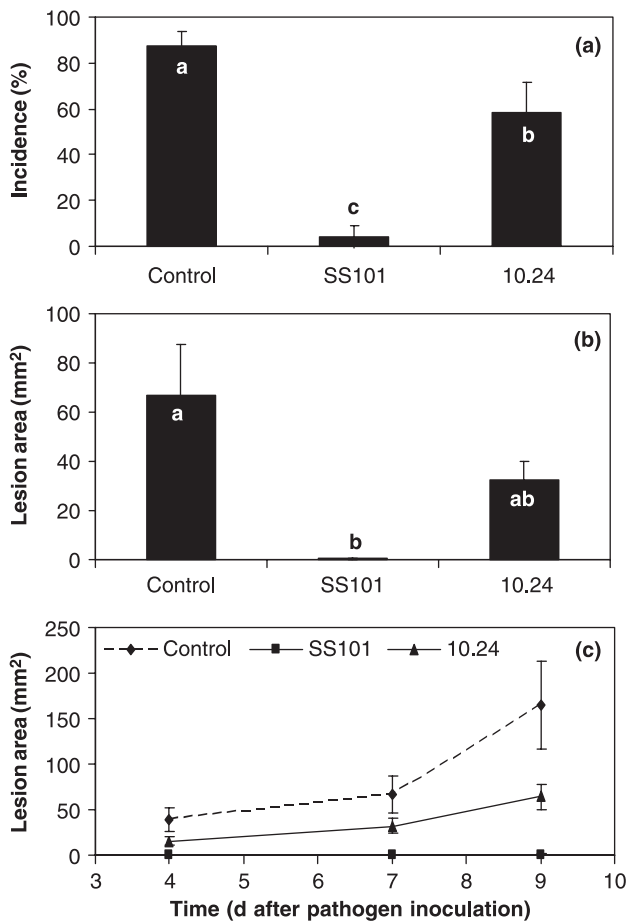 100
(a)
80
60
40
20
0
Incidence (%)
a
c
b
Control SS101 10.24
100
(b)
80
60
40
20
0
Lesion area (mm²)
a
b
ab
Control SS101 10.24
250
Control SS101 10.24 (c)
200
150
100
50
0
Lesion area (mm²)
3 4 5 6 7 8 9 10
Time (d after pathogen inoculation)